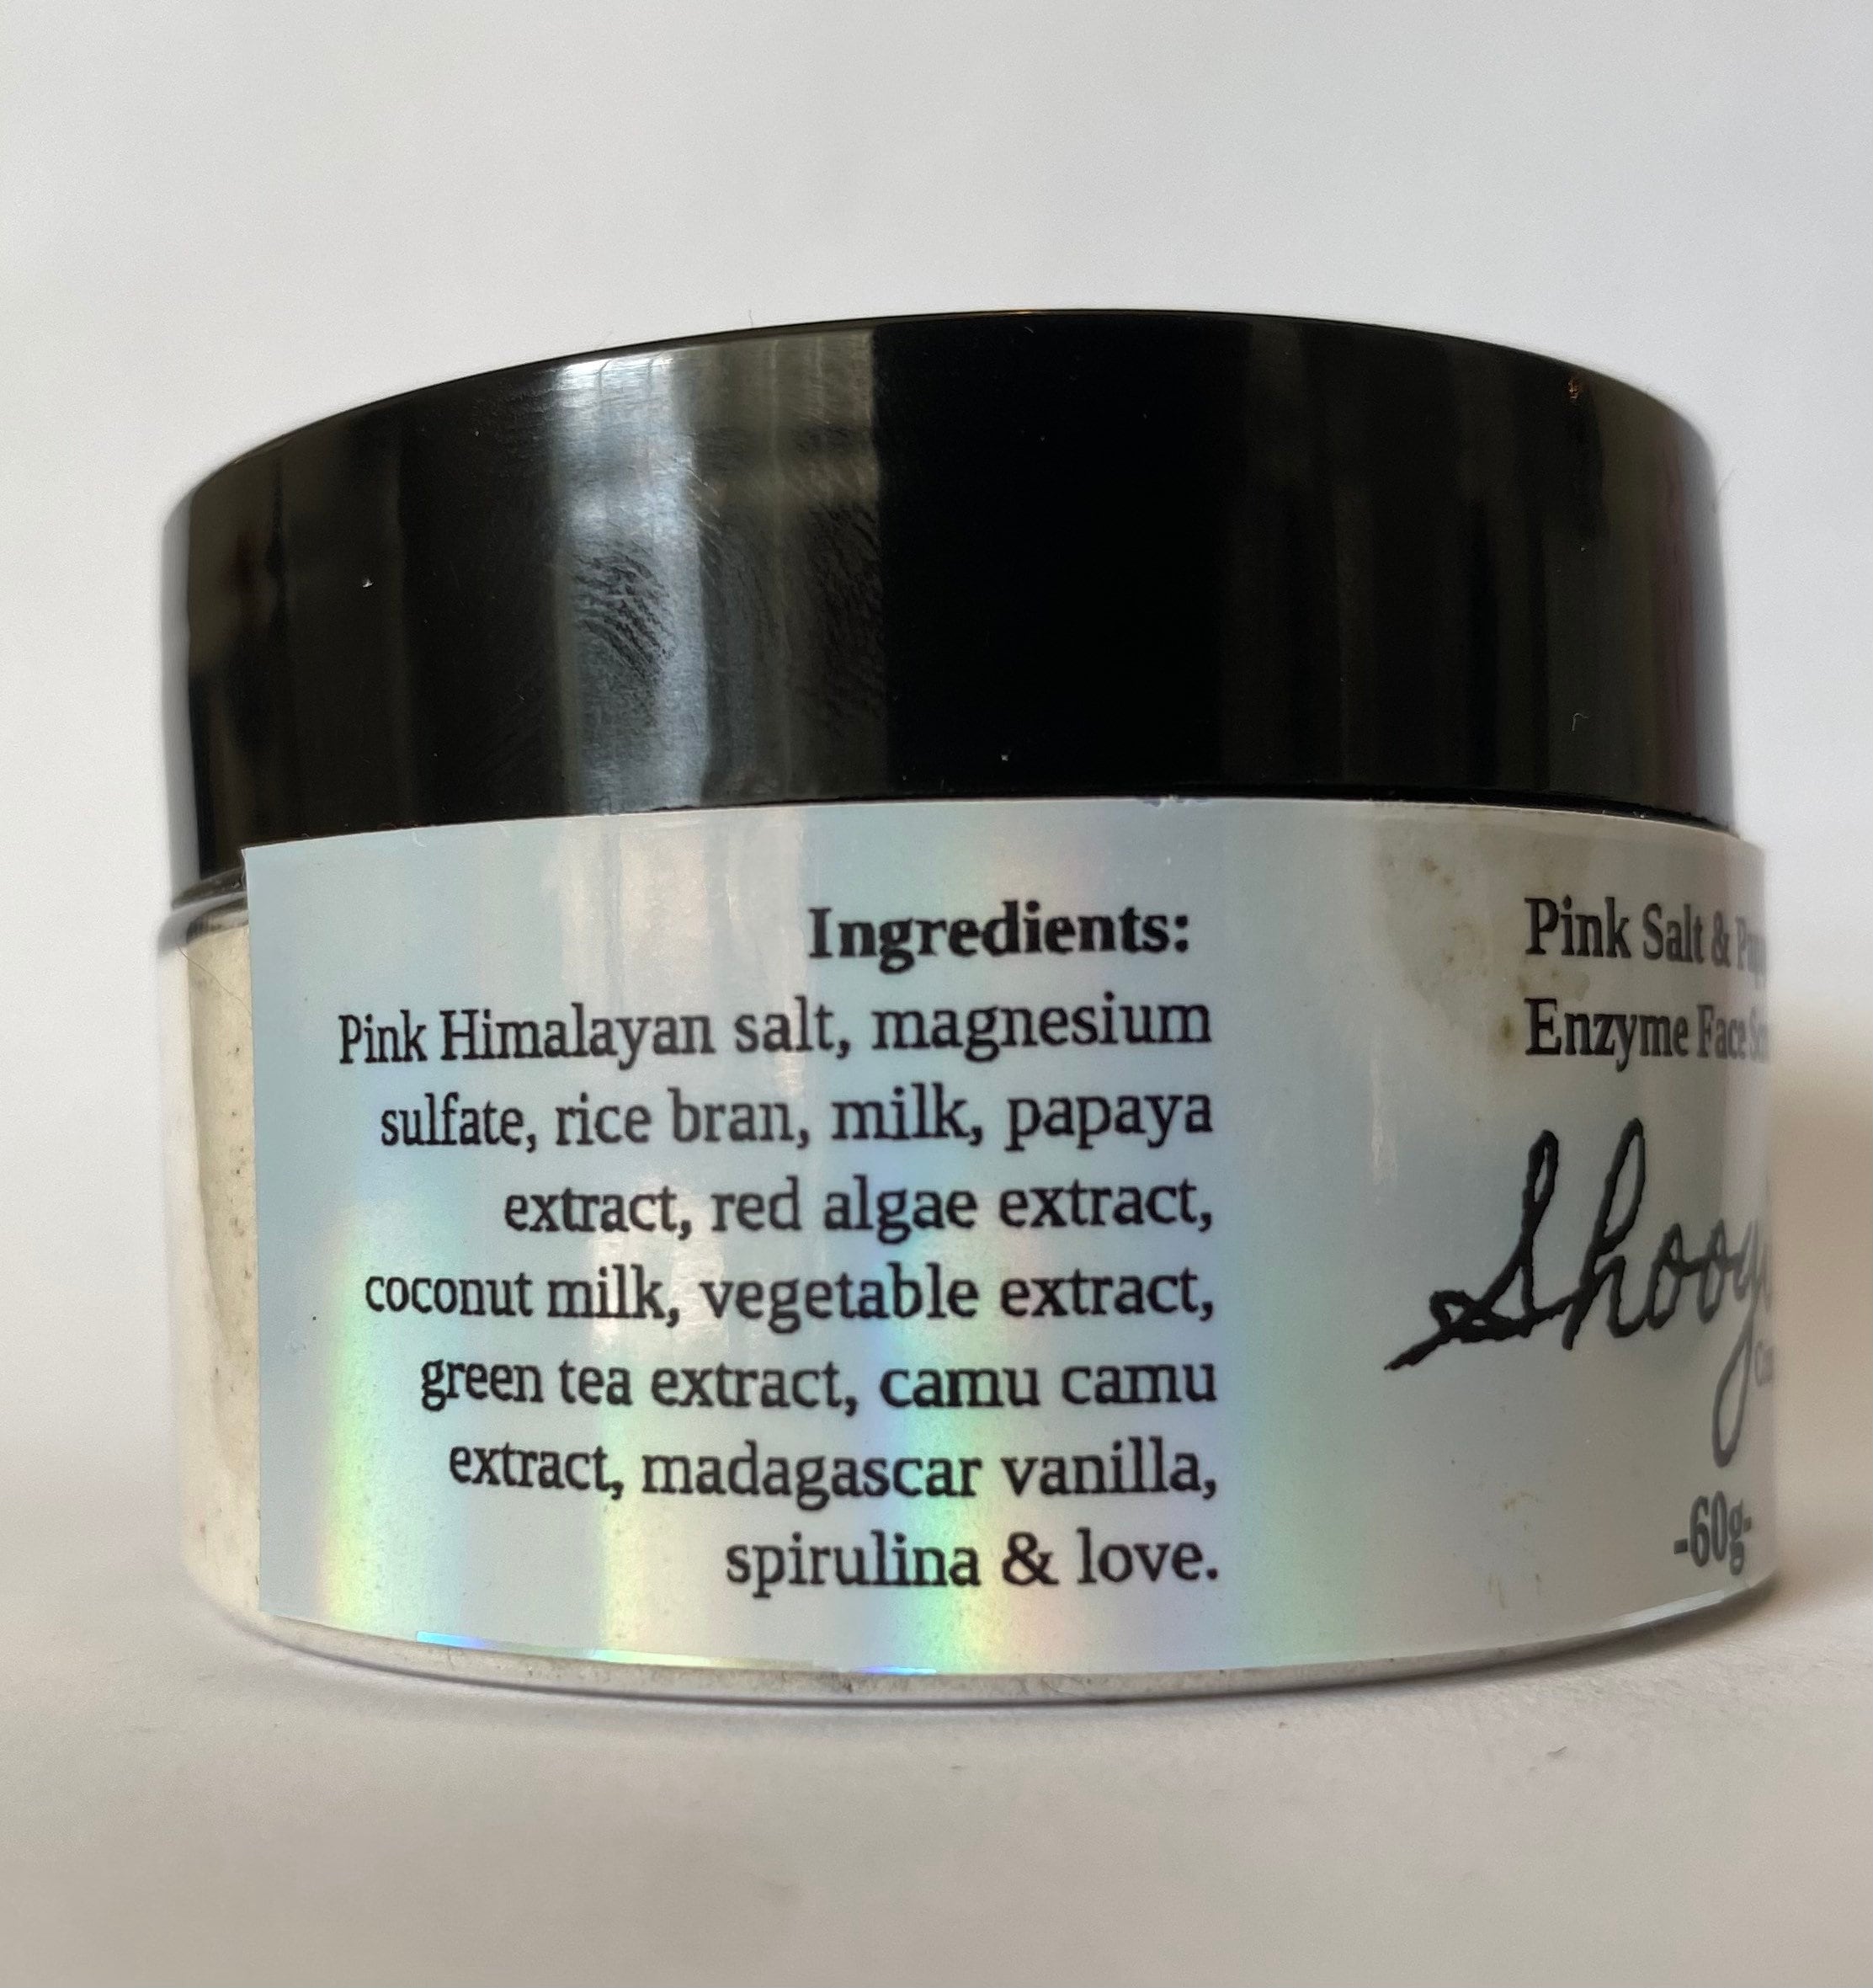 Ingredients:
Pink Himalayan salt, magnesium
sulfate, rice bran, milk, papaya
extract, red algae extract,
coconut milk, vegetable extract,
green tea extract, camu camu
extract, madagascar vanilla,
spirulina & love.
Pink Salt &
Enzyme Face
-60g-